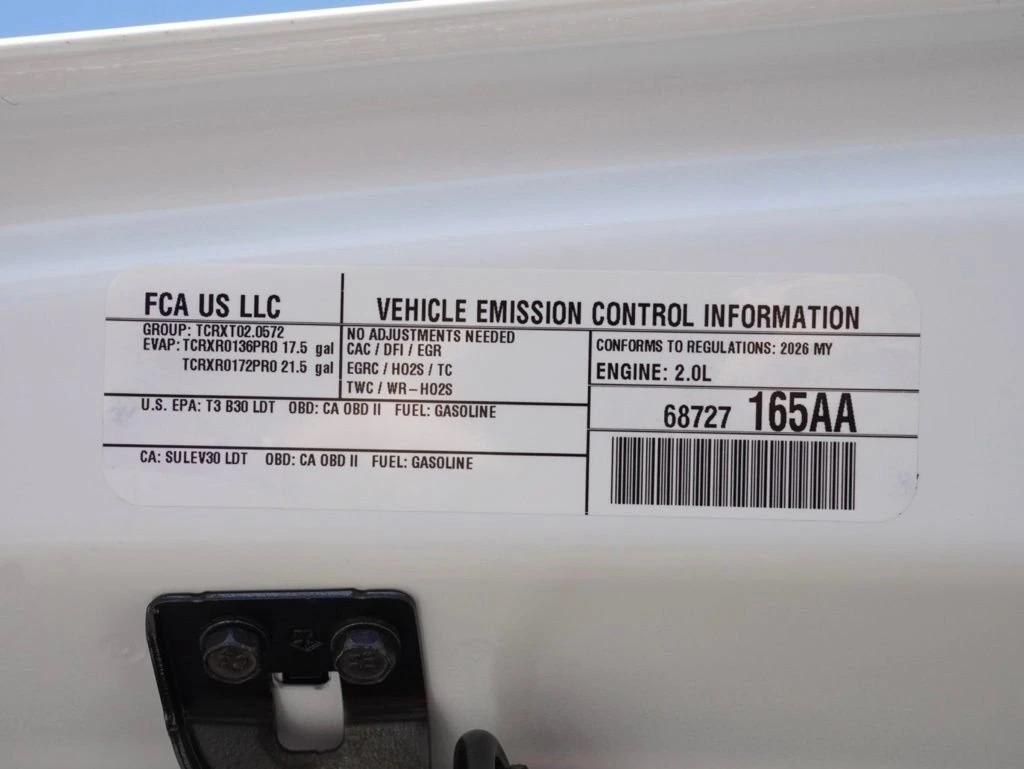 FCA US LLC
VEHICLE EMISSION CONTROL INFORMATION
GROUP: TCRXT02.0572
EVAP: TCRXR0136PR0 17.5 gal
TCRXR0172PR0 21.5 gal
NO ADJUSTMENTS NEEDED
CAC / DFI / EGR
EGRC / HO2S / TC
TWC / WR-HO2S
CONFORMS TO REGULATIONS: 2026 MY
ENGINE: 2.0L
U.S. EPA: T3 B30 LDT OBD: CA OBD II FUEL: GASOLINE
68727 165AA
CA: SULEV30 LDT OBD: CA OBD II FUEL: GASOLINE